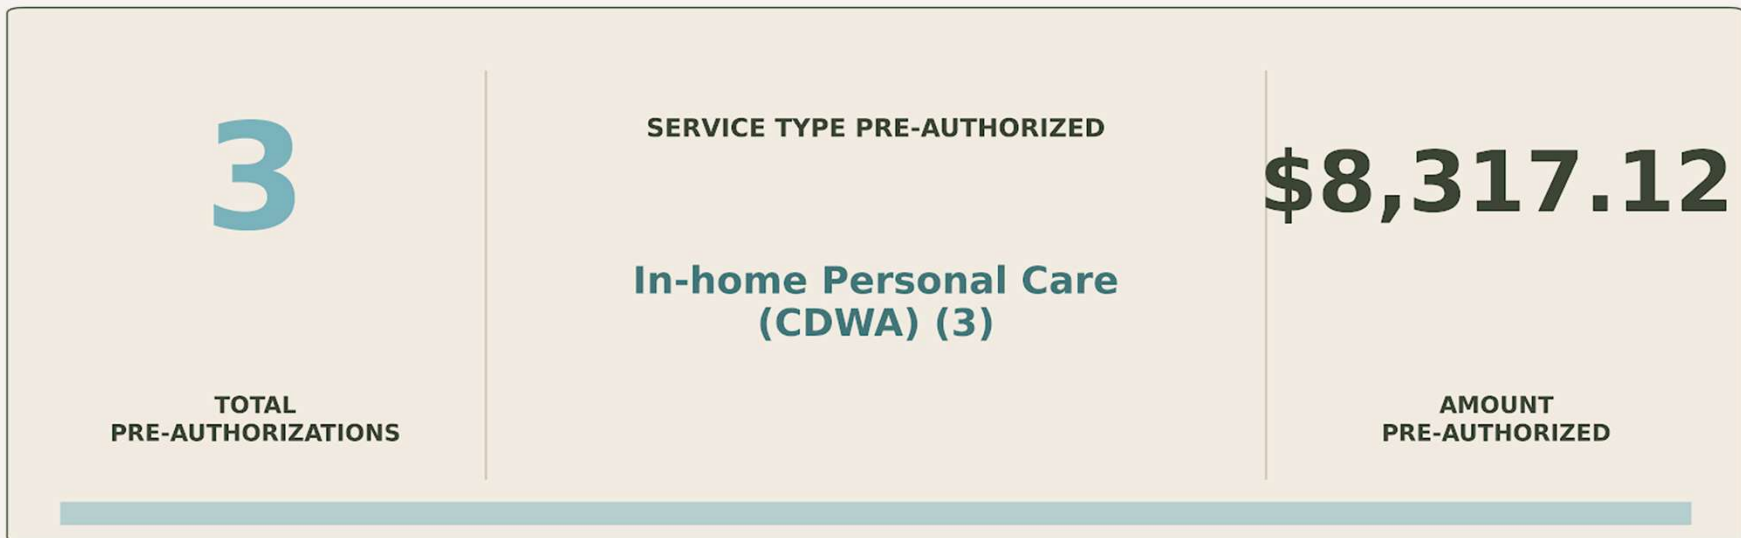 3
TOTAL
PRE-AUTHORIZATIONS
SERVICE TYPE PRE-AUTHORIZED
In-home Personal Care
(CDWA) (3)
$8,317.12
AMOUNT
PRE-AUTHORIZED